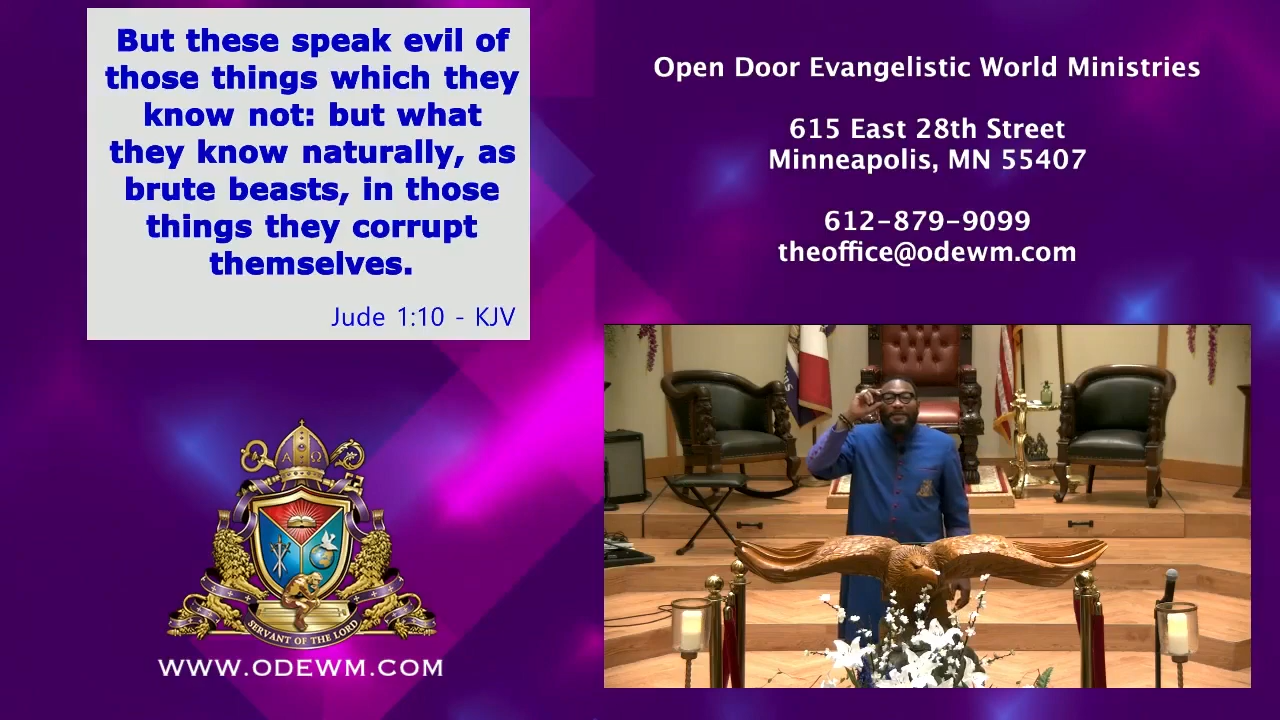 But these speak evil of
those things which they
know not: but what
they know naturally, as
brute beasts, in those
things they corrupt
themselves.
Jude 1:10 - KJV
Open Door Evangelistic World Ministries
615 East 28th Street
Minneapolis, MN 55407
612-879-9099
theoffice@odewm.com
Α Ω
SERVANT OF THE LORD
WWW.ODEWM.COM